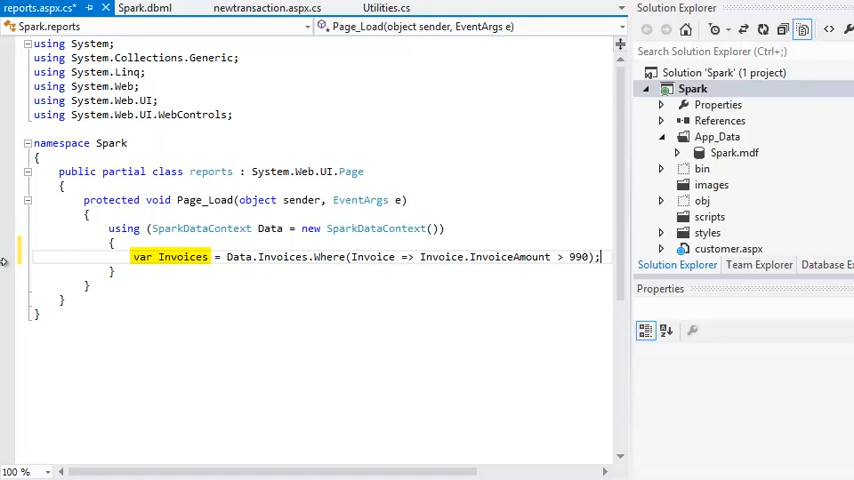 reports.aspx.cs* Spark.dbml newtransaction.aspx.cs Utilities.cs
Spark.reports Page_Load(object sender, EventArgs e)
using System;
using System.Collections.Generic;
using System.Linq;
using System.Web;
using System.Web.UI;
using System.Web.UI.WebControls;
namespace Spark
{
public partial class reports : System.Web.UI.Page
{
protected void Page_Load(object sender, EventArgs e)
{
using (SparkDataContext Data = new SparkDataContext())
{
var Invoices = Data.Invoices.Where(Invoice => Invoice.InvoiceAmount > 990);
}
}
}
}
100 %
Solution Explorer
Search Solution Explorer (Ctrl+;)
Solution 'Spark' (1 project)
Spark
Properties
References
App_Data
Spark.mdf
bin
images
obj
scripts
styles
customer.aspx
Solution Explorer Team Explorer Database E
Properties